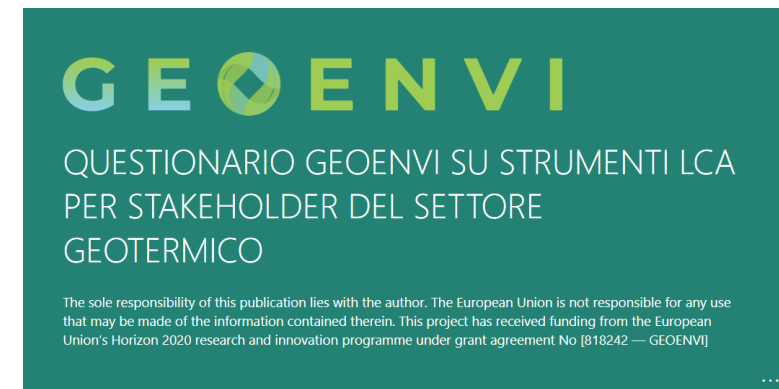 GEOENVI
QUESTIONARIO GEOENVI SU STRUMENTI LCA
PER STAKEHOLDER DEL SETTORE
GEOTERMICO
The sole responsibility of this publication lies with the author. The European Union is not responsible for any use
that may be made of the information contained therein. This project has received funding from the European
Union's Horizon 2020 research and innovation programme under grant agreement No [818242 — GEOENVI]